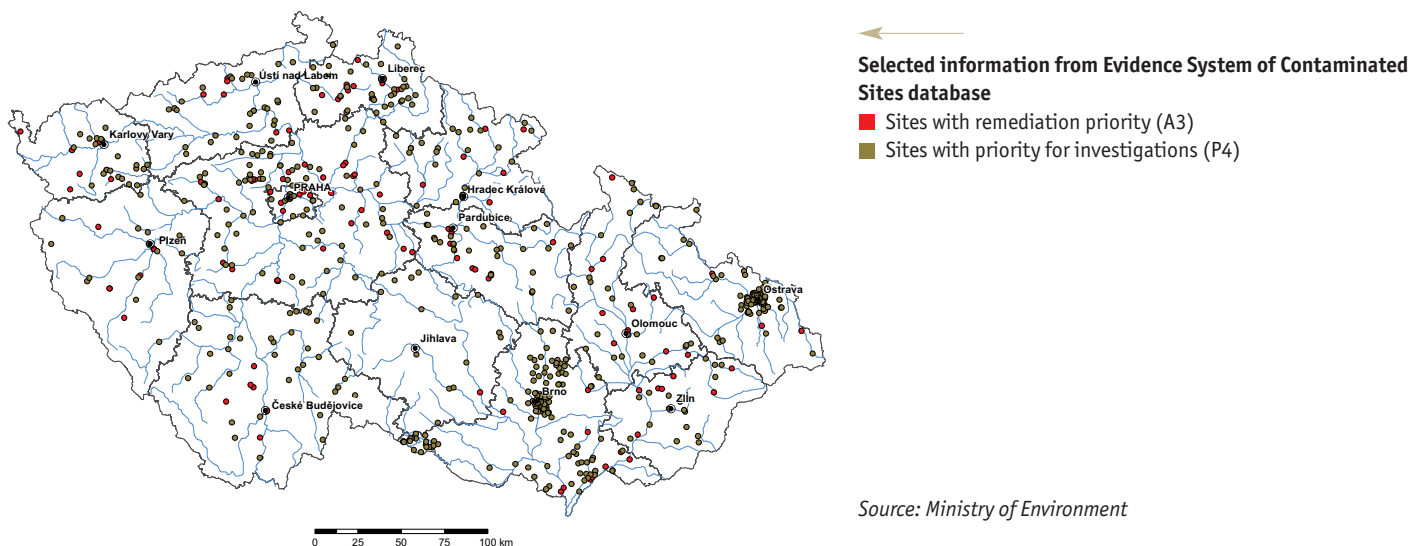 Selected information from Evidence System of Contaminated
Sites database
Sites with remediation priority (A3)
Sites with priority for investigations (P4)
Liberec
Ústí nad Labem
Karlovy Vary
PRAHA
Hradec Králové
Pardubice
Plzeň
Ostrava
Olomouc
Jihlava
Brno
Zlín
České Budějovice
0 25 50 75 100 km
Source: Ministry of Environment